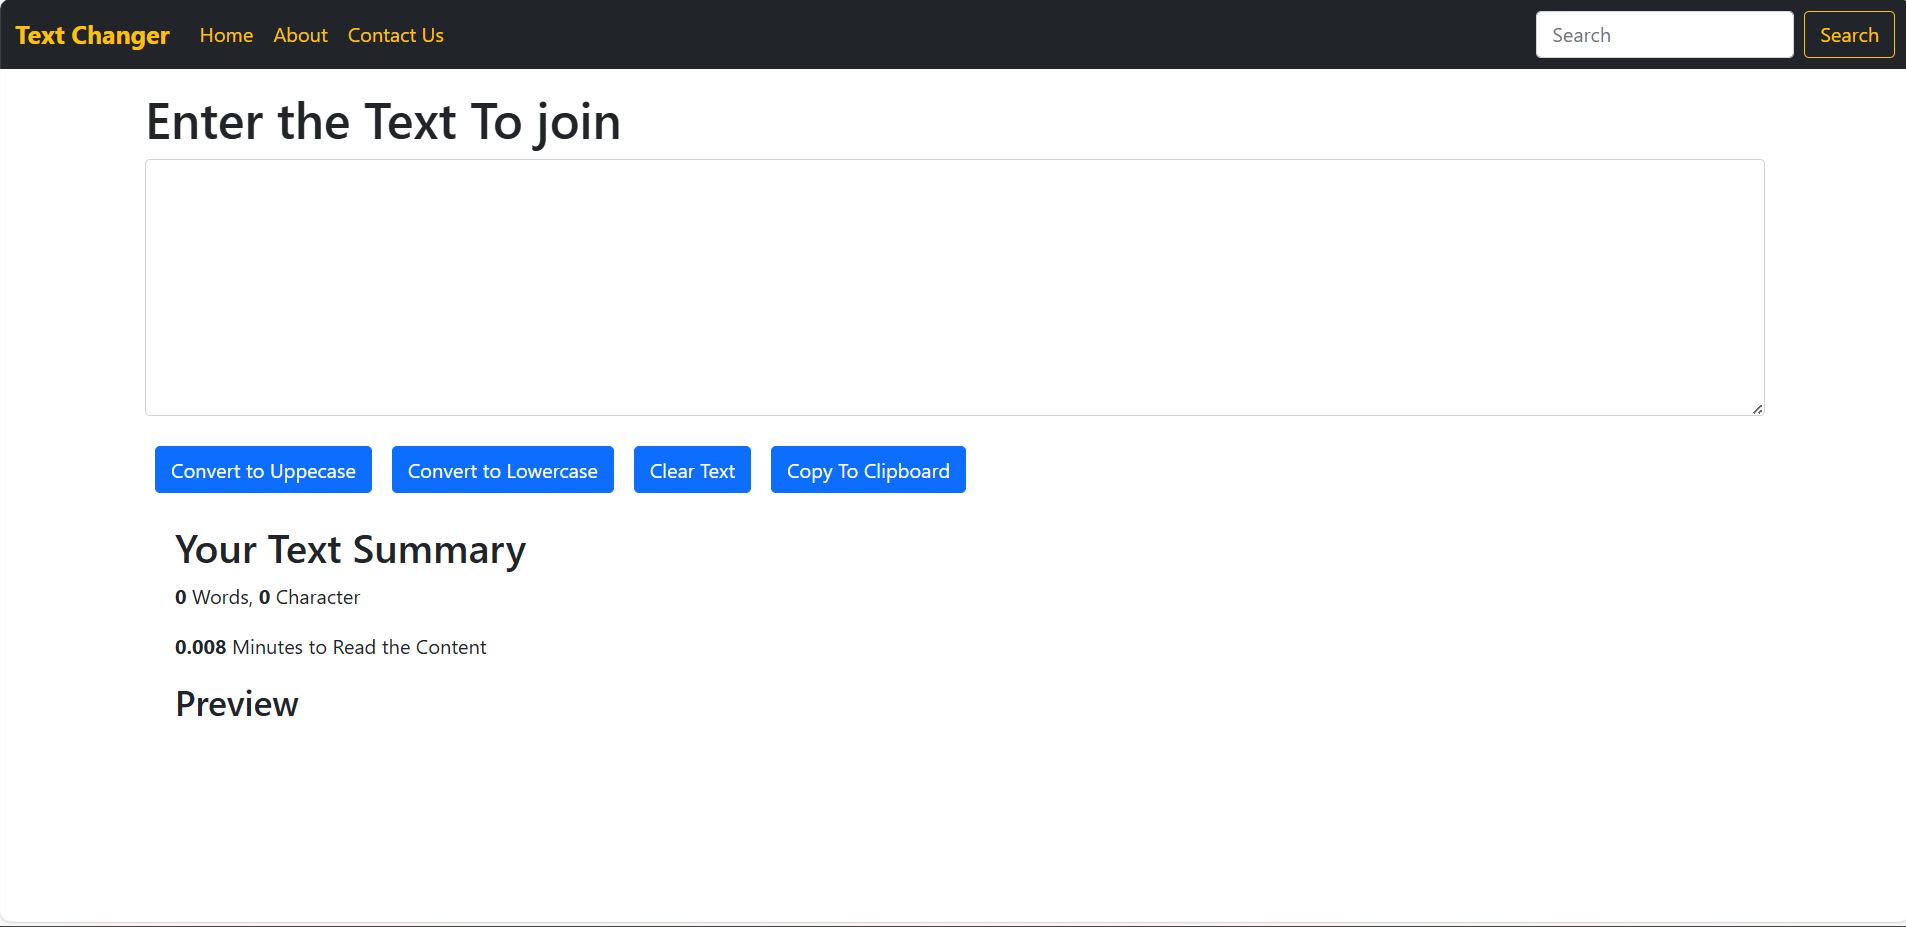 Text Changer Home About Contact Us Search Search
Enter the Text To join
Convert to Uppecase Convert to Lowercase Clear Text Copy To Clipboard
Your Text Summary
0 Words, 0 Character
0.008 Minutes to Read the Content
Preview